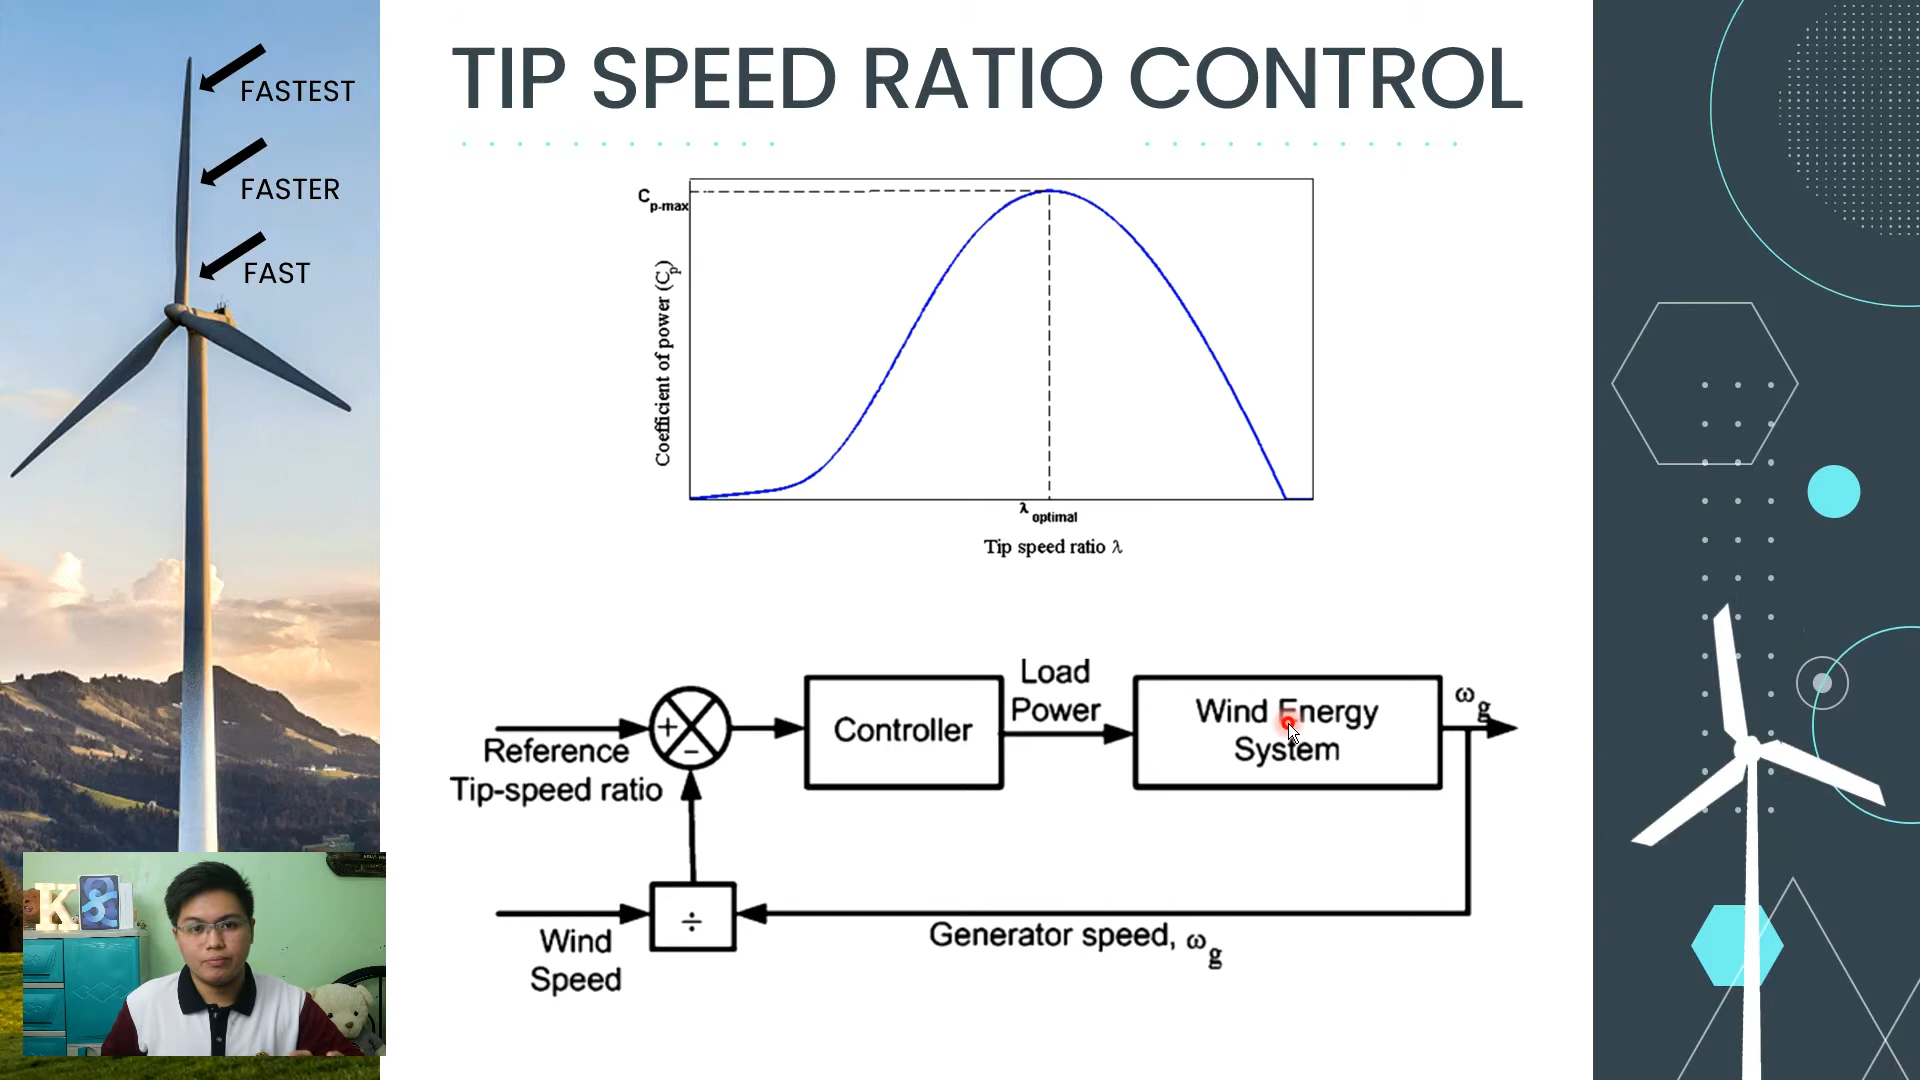 TIP SPEED RATIO CONTROL
FASTEST
FASTER
FAST
C p-max
Coefficient of power (Cp)
λ optimal
Tip speed ratio λ
Reference
Tip-speed ratio
+
−
Controller
Load
Power
Wind Energy
System
ωg
÷
Wind
Speed
Generator speed, ωg
K